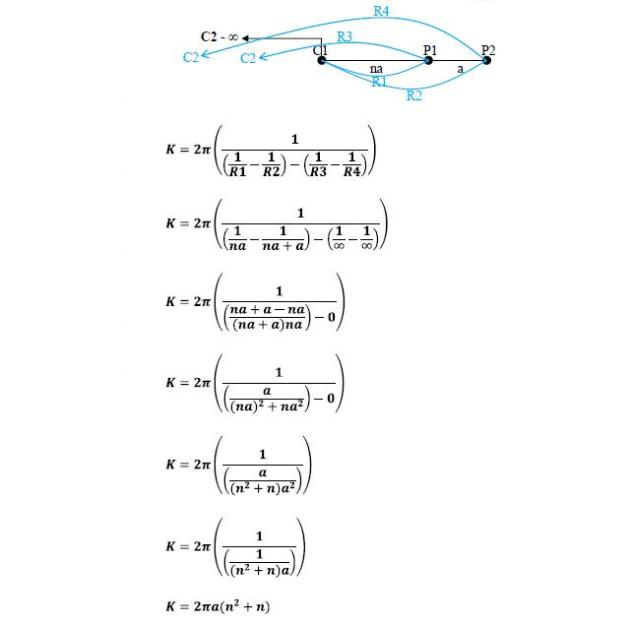 R4
C2 - ∞
R3
C2
C2
C1
P1
P2
na
a
R1
R2
K = 2π(1/((1/R1 − 1/R2) − (1/R3 − 1/R4)))
K = 2π(1/((1/na − 1/(na + a)) − (1/∞ − 1/∞)))
K = 2π(1/(((na + a − na)/((na + a)na)) − 0))
K = 2π(1/((a/((na)² + na²)) − 0))
K = 2π(1/(a/((n² + n)a²)))
K = 2π(1/(1/((n² + n)a)))
K = 2πa(n² + n)